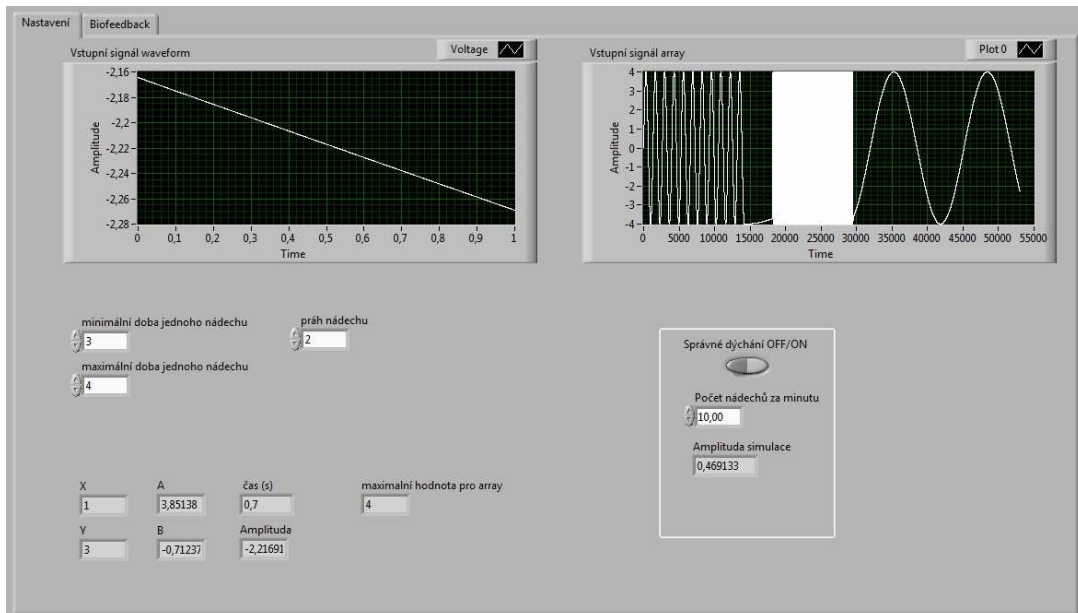 Nastavení
Biofeedback
Vstupní signál waveform
Voltage
Amplitude
-2,16
-2,18
-2,2
-2,22
-2,24
-2,26
-2,28
0 0,1 0,2 0,3 0,4 0,5 0,6 0,7 0,8 0,9 1
Time
Vstupní signál array
Plot 0
Amplitude
4
3
2
1
0
-1
-2
-3
-4
0 5000 10000 15000 20000 25000 30000 35000 40000 45000 50000 55000
Time
minimální doba jednoho nádechu
3
práh nádechu
2
maximální doba jednoho nádechu
4
Správné dýchání OFF/ON
Počet nádechů za minutu
10,00
Amplituda simulace
0,469133
X
1
A
3,85138
čas (s)
0,7
maximalní hodnota pro array
4
Y
3
B
-0,71237
Amplituda
-2,21691